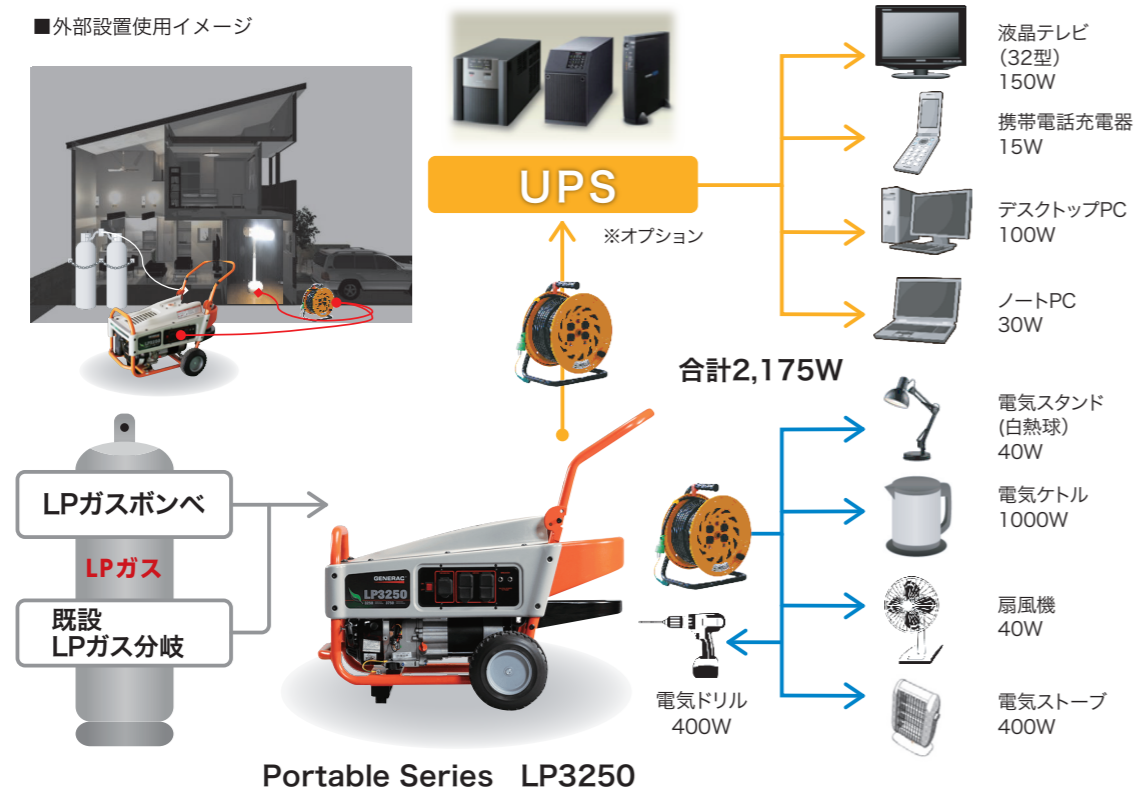 ■外部設置使用イメージ
UPS
※オプション
液晶テレビ
（32型）
150W
携帯電話充電器
15W
デスクトップPC
100W
ノートPC
30W
合計2,175W
電気スタンド
(白熱球）
40W
電気ケトル
1000W
扇風機
40W
電気ストーブ
400W
電気ドリル
400W
LPガスボンベ
LPガス
既設
LPガス分岐
GENERAC
LP3250
Portable Series LP3250